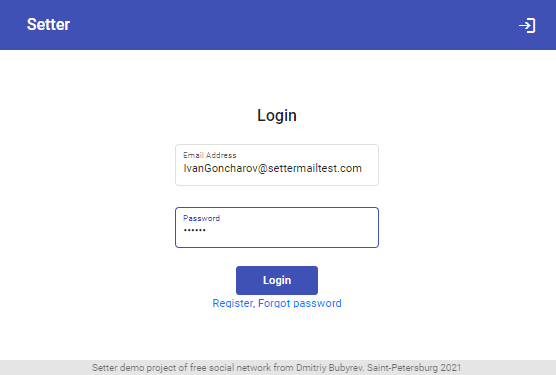 Setter
Login
Email Address
IvanGoncharov@settermailtest.com
Password
••••••
Login
Register, Forgot password
Setter demo project of free social network from Dmitriy Bubyrev. Saint-Petersburg 2021